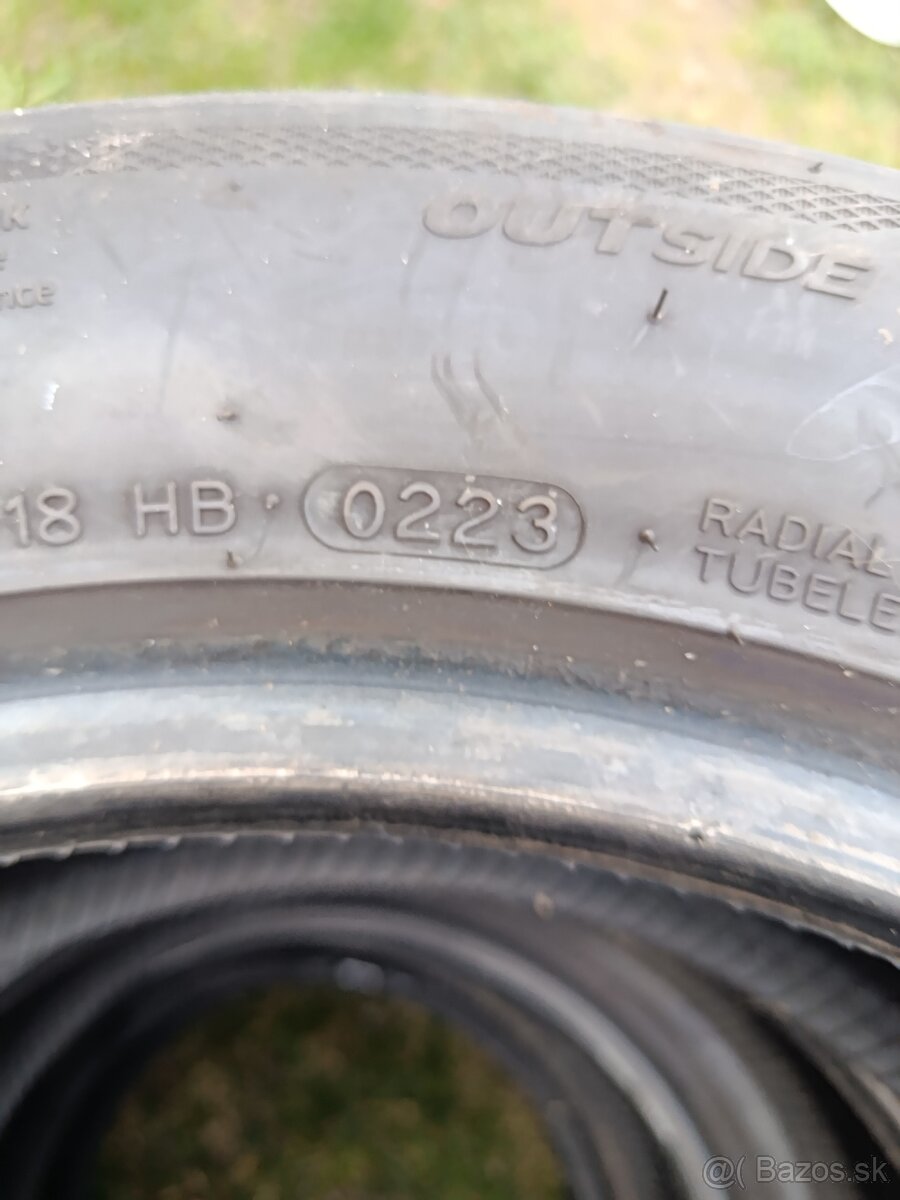 OUTSIDE
18 HB 0223
RADIAL
TUBELE
@( Bazos.sk